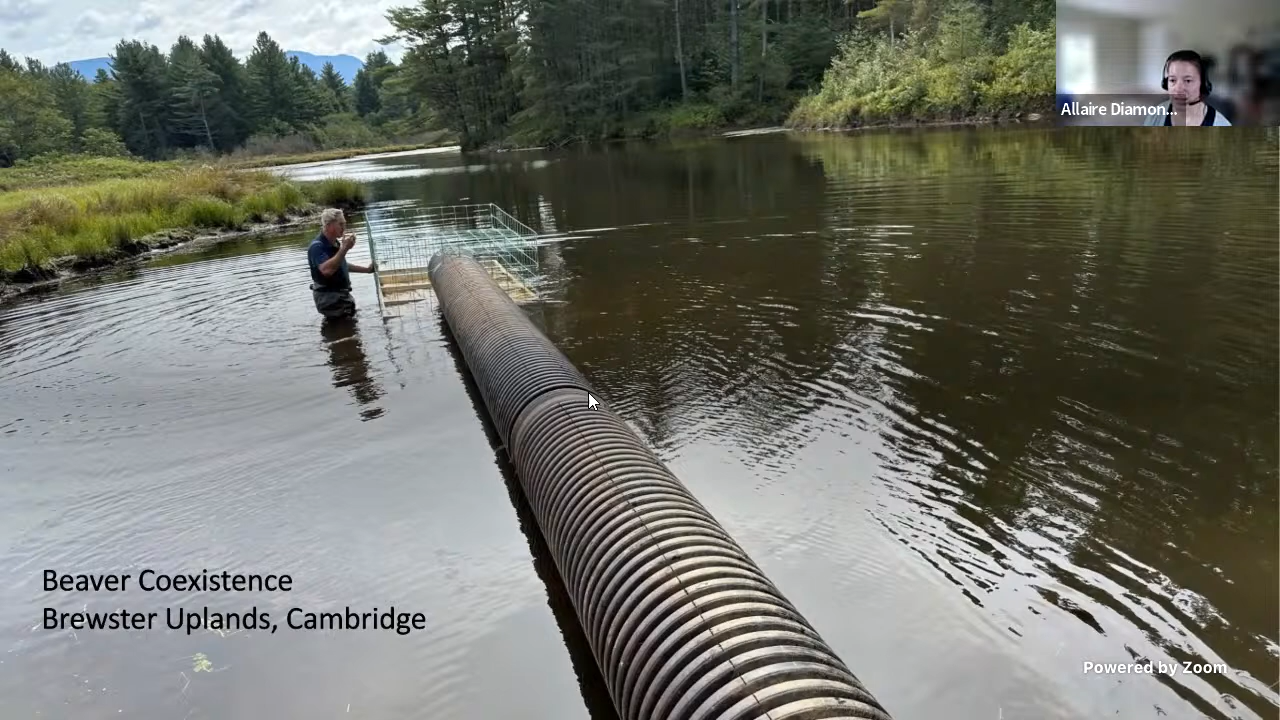 Allaire Diamon...
Beaver Coexistence
Brewster Uplands, Cambridge
Powered by Zoom